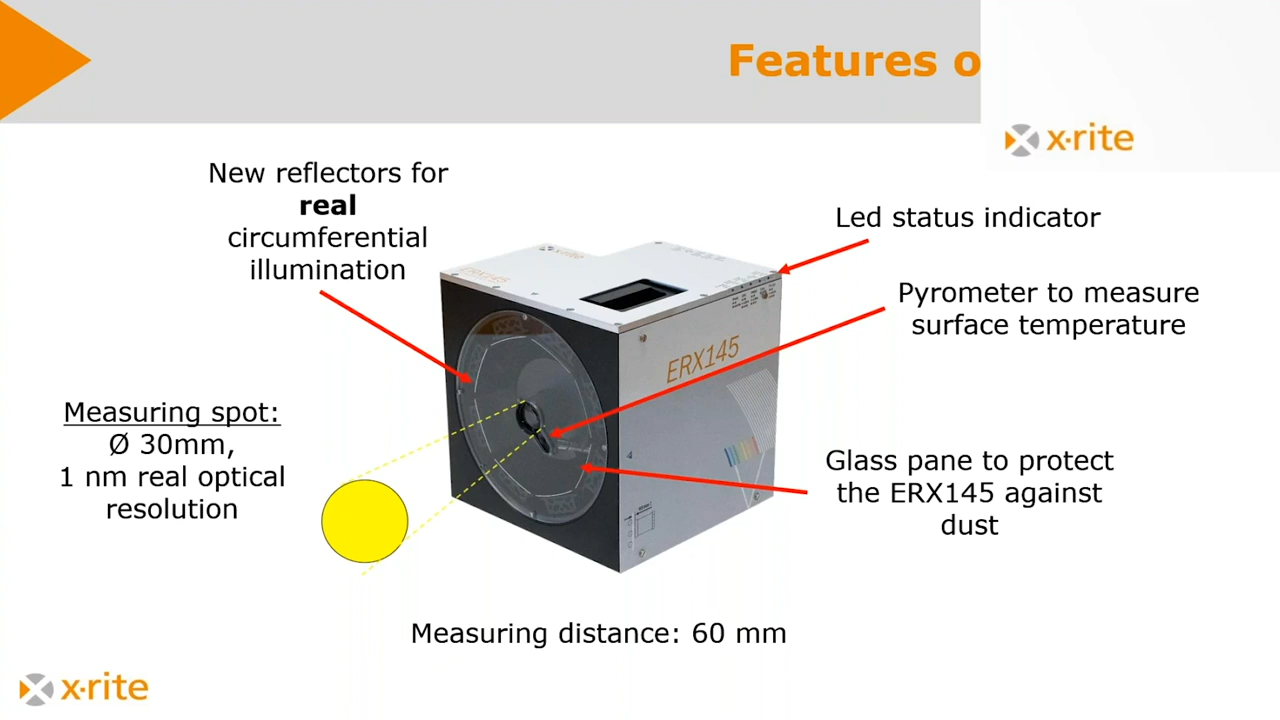 Features o
x·rite
New reflectors for
real
circumferential
illumination
Led status indicator
Pyrometer to measure
surface temperature
x·rite
ERX145
ERX145
Measuring spot:
Ø 30mm,
1 nm real optical
resolution
Glass pane to protect
the ERX145 against
dust
Measuring distance: 60 mm
x·rite